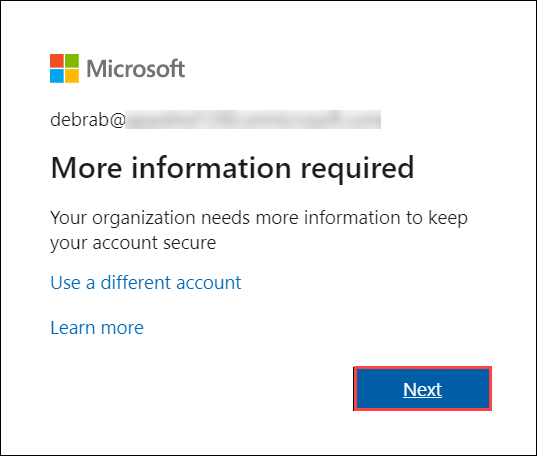 Microsoft
debrab@
More information required
Your organization needs more information to keep
your account secure
Use a different account
Learn more
Next